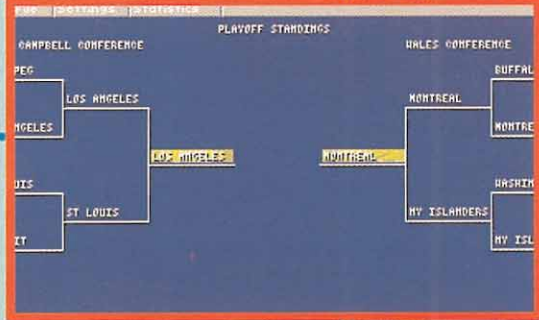 Settings Statistics
PLAYOFF STANDINGS
CAMPBELL CONFERENCE WALES CONFERENCE
PEG BUFFAL
LOS ANGELES MONTREAL
NGELES MONTRE
LOS ANGELES MONTREAL
UIS WASHIN
ST LOUIS NY ISLANDERS
IT NY ISL